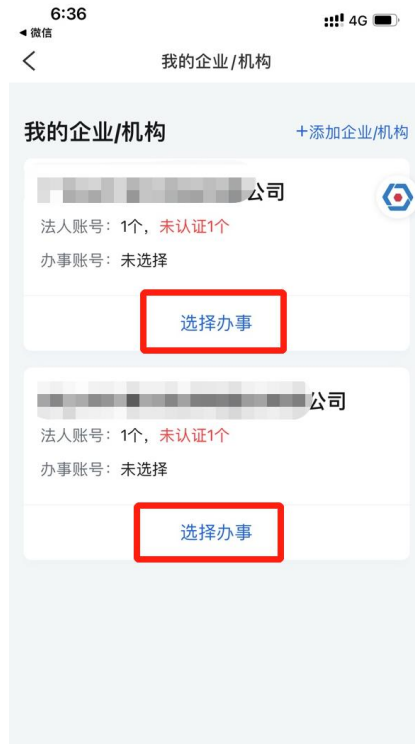 6:36
4G
微信
我的企业/机构
我的企业/机构
+添加企业/机构
公司
法人账号：1个，未认证1个
办事账号：未选择
选择办事
公司
法人账号：1个，未认证1个
办事账号：未选择
选择办事